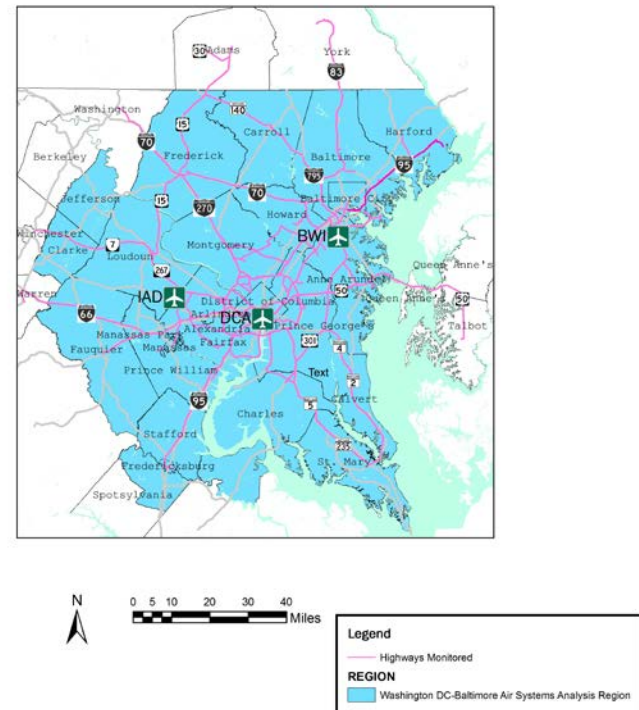 30 Adams
York
83
Washington
140
15
Carroll
Harford
70
Frederick
Baltimore
95
Berkeley
795
Jefferson
70
15
270
Howard
Baltimore City
Winchester
7
Montgomery
BWI
Clarke
Loudoun
267
Anne Arundel
Queen Anne's
Warren
IAD
District of Columbia
50
Queen Anne's
50
66
DCA
Prince George's
Talbot
Manassas Park
Alexandria
Fauquier
Manassas
Fairfax
301
4
Prince William
Text
2
95
Charles
5
Calvert
Stafford
235
Fredericksburg
St. Mary's
Spotsylvania
N
0 5 10 20 30 40
Miles
Legend
Highways Monitored
REGION
Washington DC-Baltimore Air Systems Analysis Region